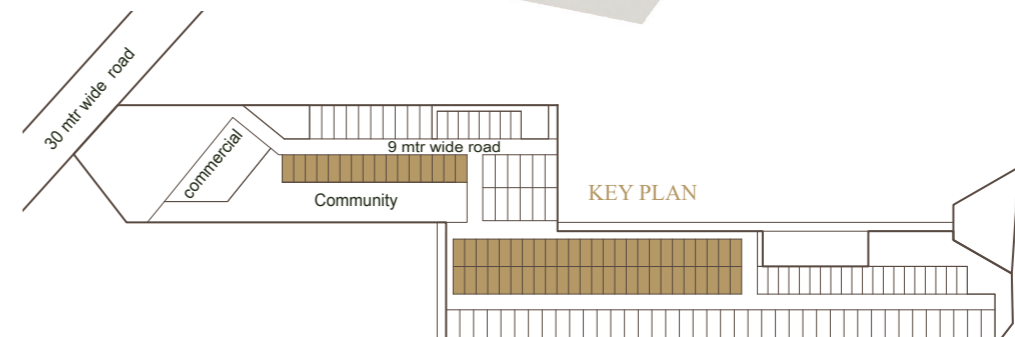 30 mtr wide road
commercial
9 mtr wide road
Community
KEY PLAN